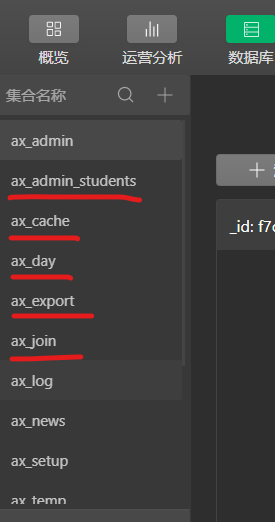 概览 运营分析 数据库
集合名称
ax_admin
ax_admin_students
ax_cache
ax_day
ax_export
ax_join
ax_log
ax_news
ax_setup
ax_temp
_id: f7